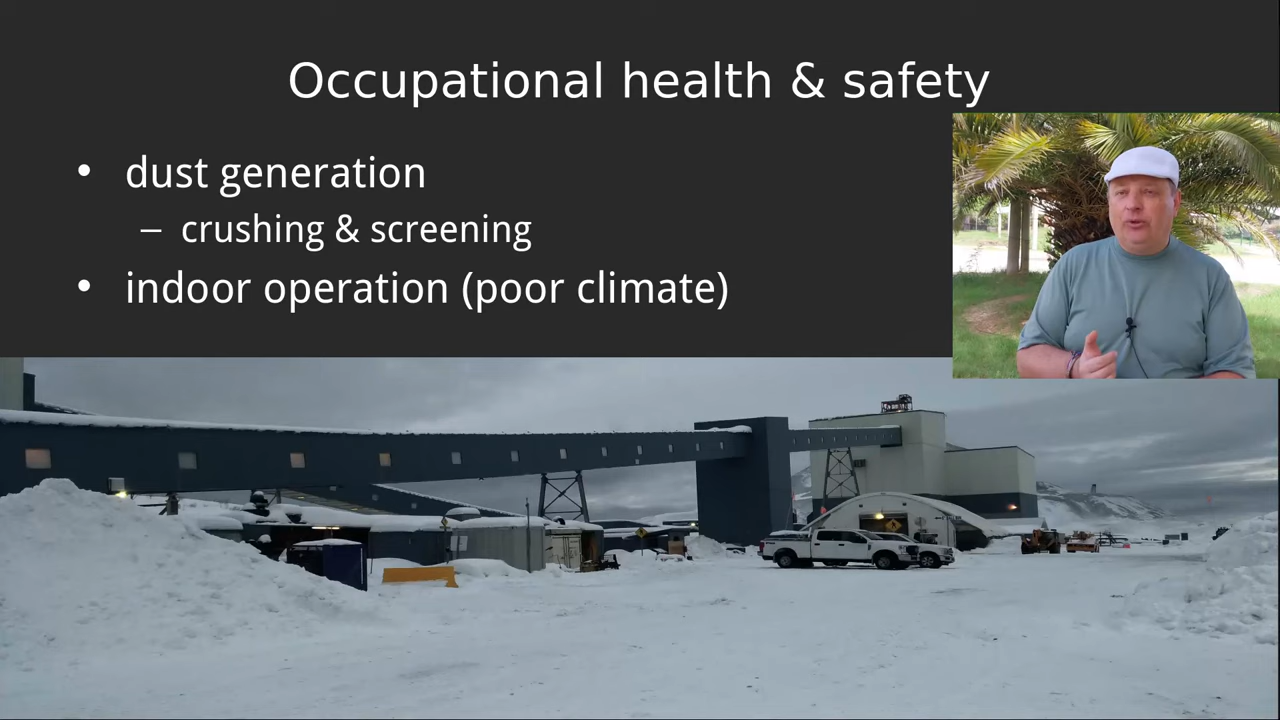 Occupational health & safety
• dust generation
– crushing & screening
• indoor operation (poor climate)